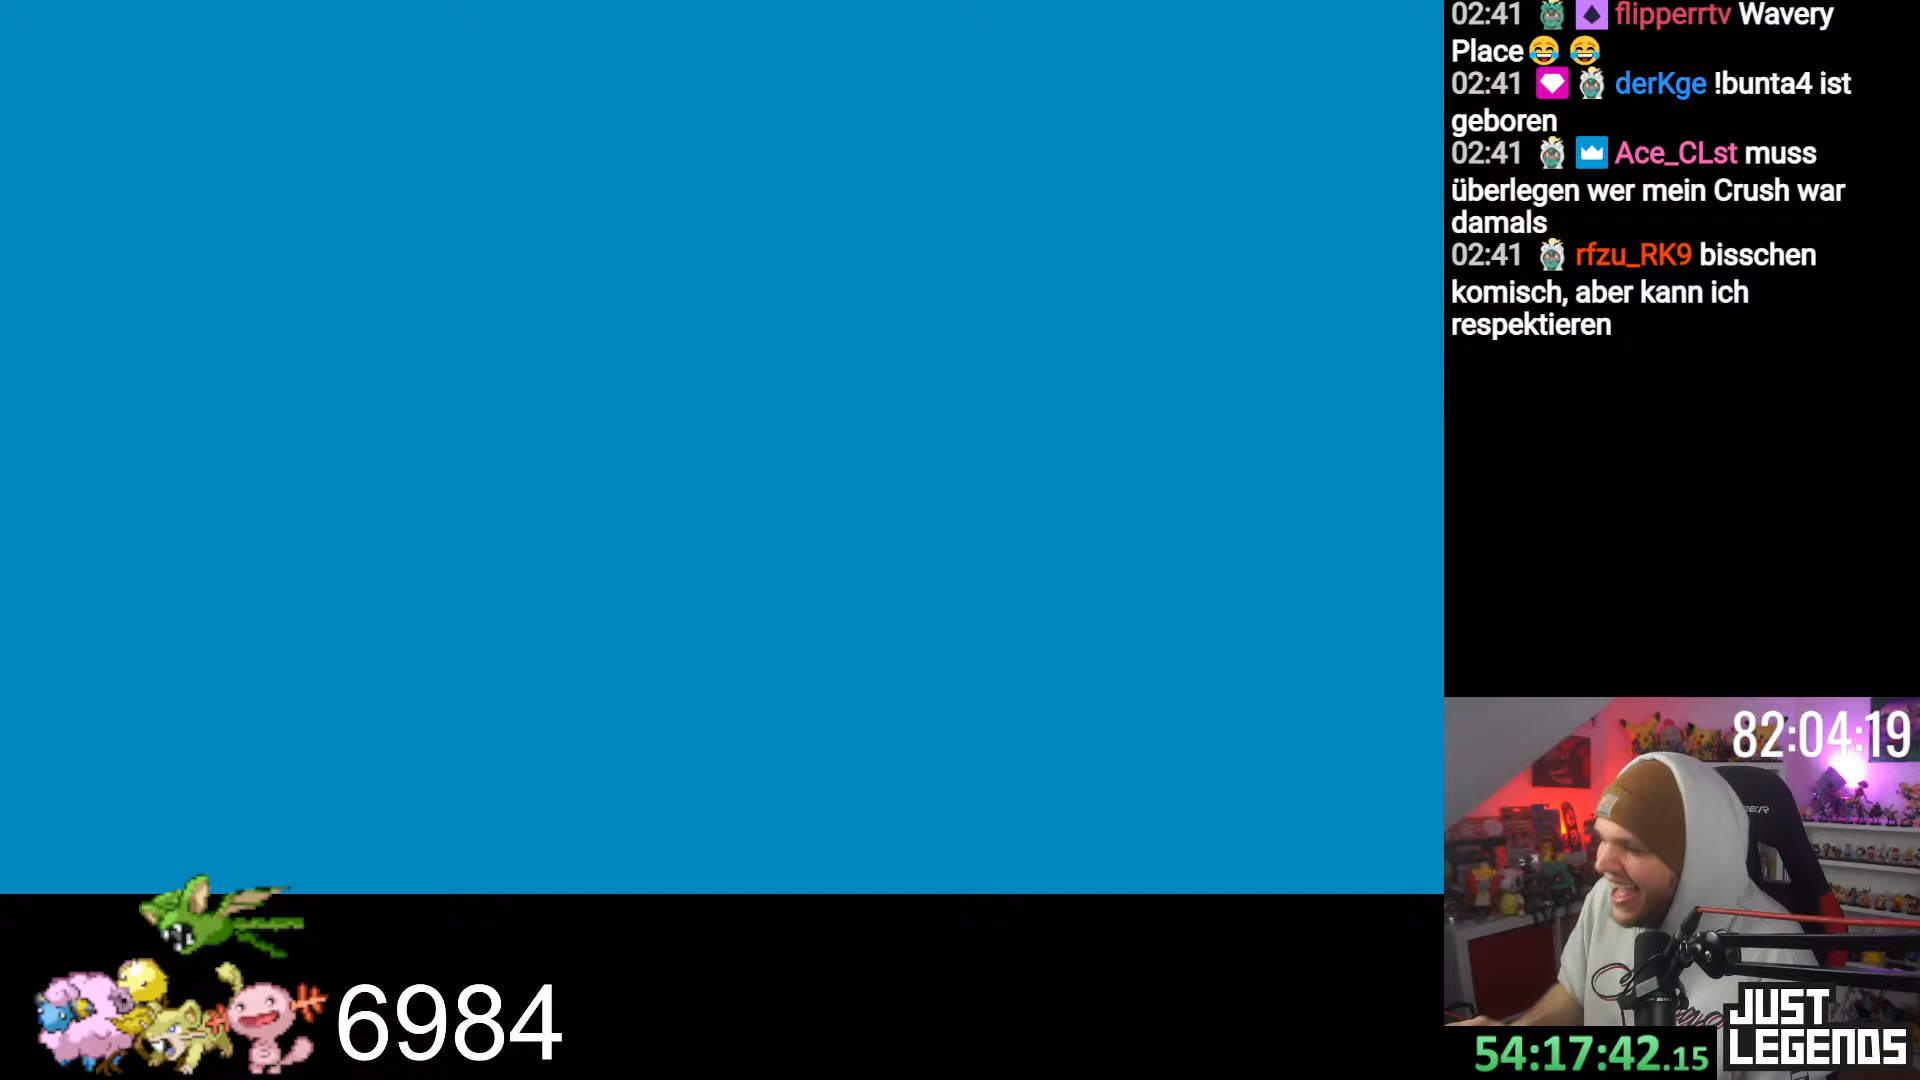 02:41 flipperrtv Wavery
Place😂 😂
02:41 derKge !bunta4 ist
geboren
02:41 Ace_CLst muss
überlegen wer mein Crush war
damals
02:41 rfzu_RK9 bisschen
komisch, aber kann ich
respektieren
82:04:19
6984
JUST
LEGENDS
54:17:42.15